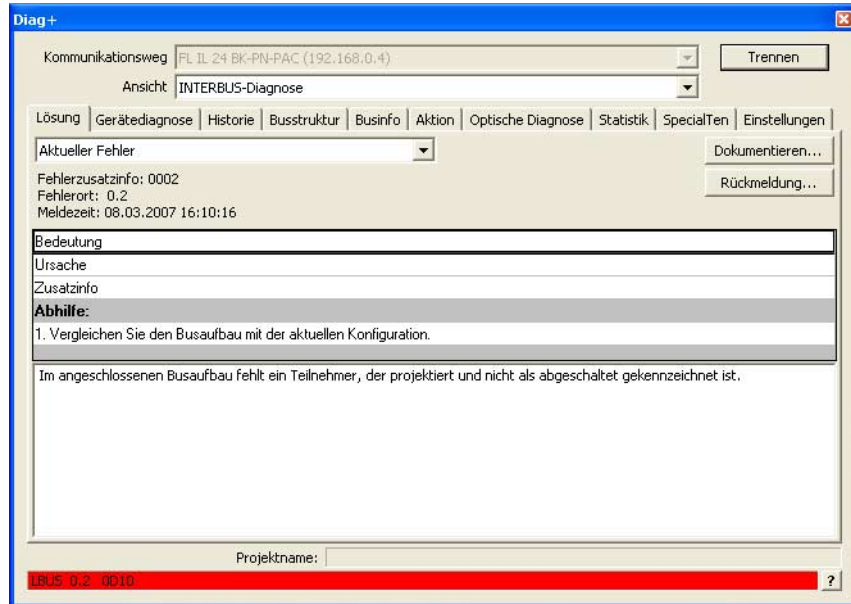 Diag+
Kommunikationsweg FL IL 24 BK-PN-PAC (192.168.0.4) Trennen
Ansicht INTERBUS-Diagnose
Lösung Gerätediagnose Historie Busstruktur Businfo Aktion Optische Diagnose Statistik SpecialTen Einstellungen
Aktueller Fehler Dokumentieren...
Fehlerzusatzinfo: 0002 Rückmeldung...
Fehlerort: 0.2
Meldezeit: 08.03.2007 16:10:16
Bedeutung
Ursache
Zusatzinfo
Abhilfe:
1. Vergleichen Sie den Busaufbau mit der aktuellen Konfiguration.
Im angeschlossenen Busaufbau fehlt ein Teilnehmer, der projektiert und nicht als abgeschaltet gekennzeichnet ist.
Projektname:
LBUS 0.2 0D10 ?